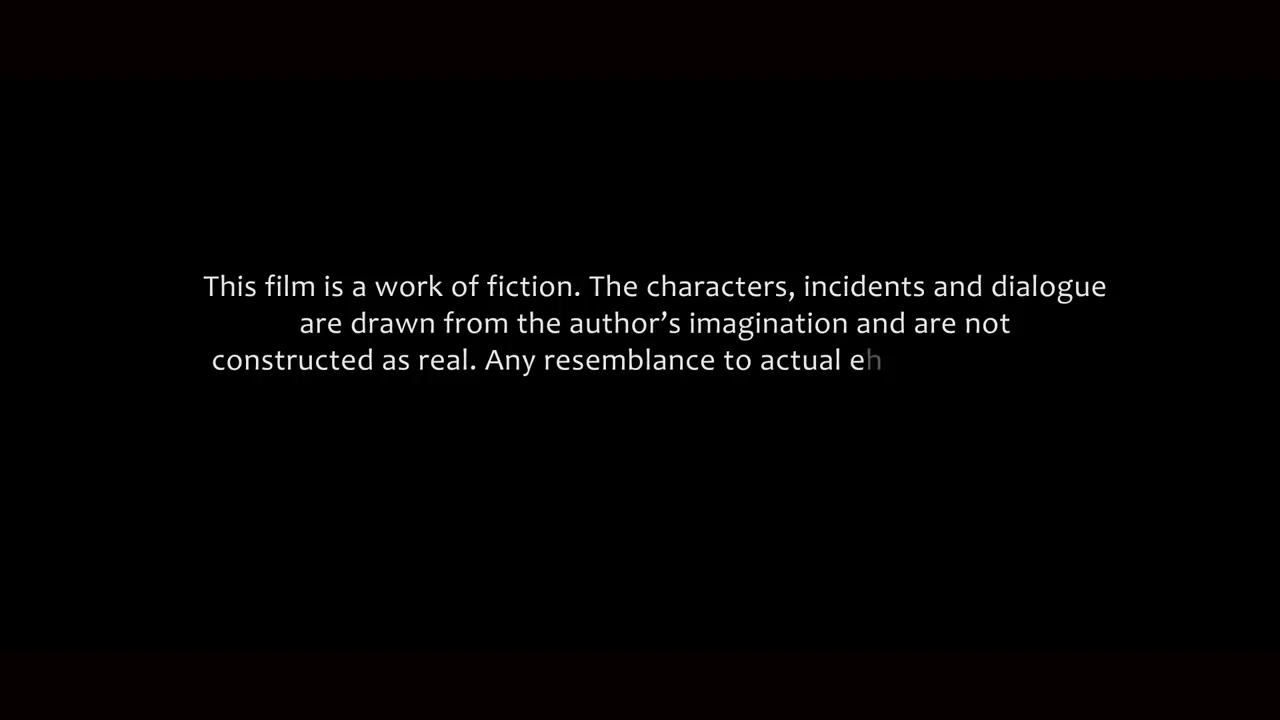 This film is a work of fiction. The characters, incidents and dialogue
are drawn from the author’s imagination and are not
constructed as real. Any resemblance to actual eh